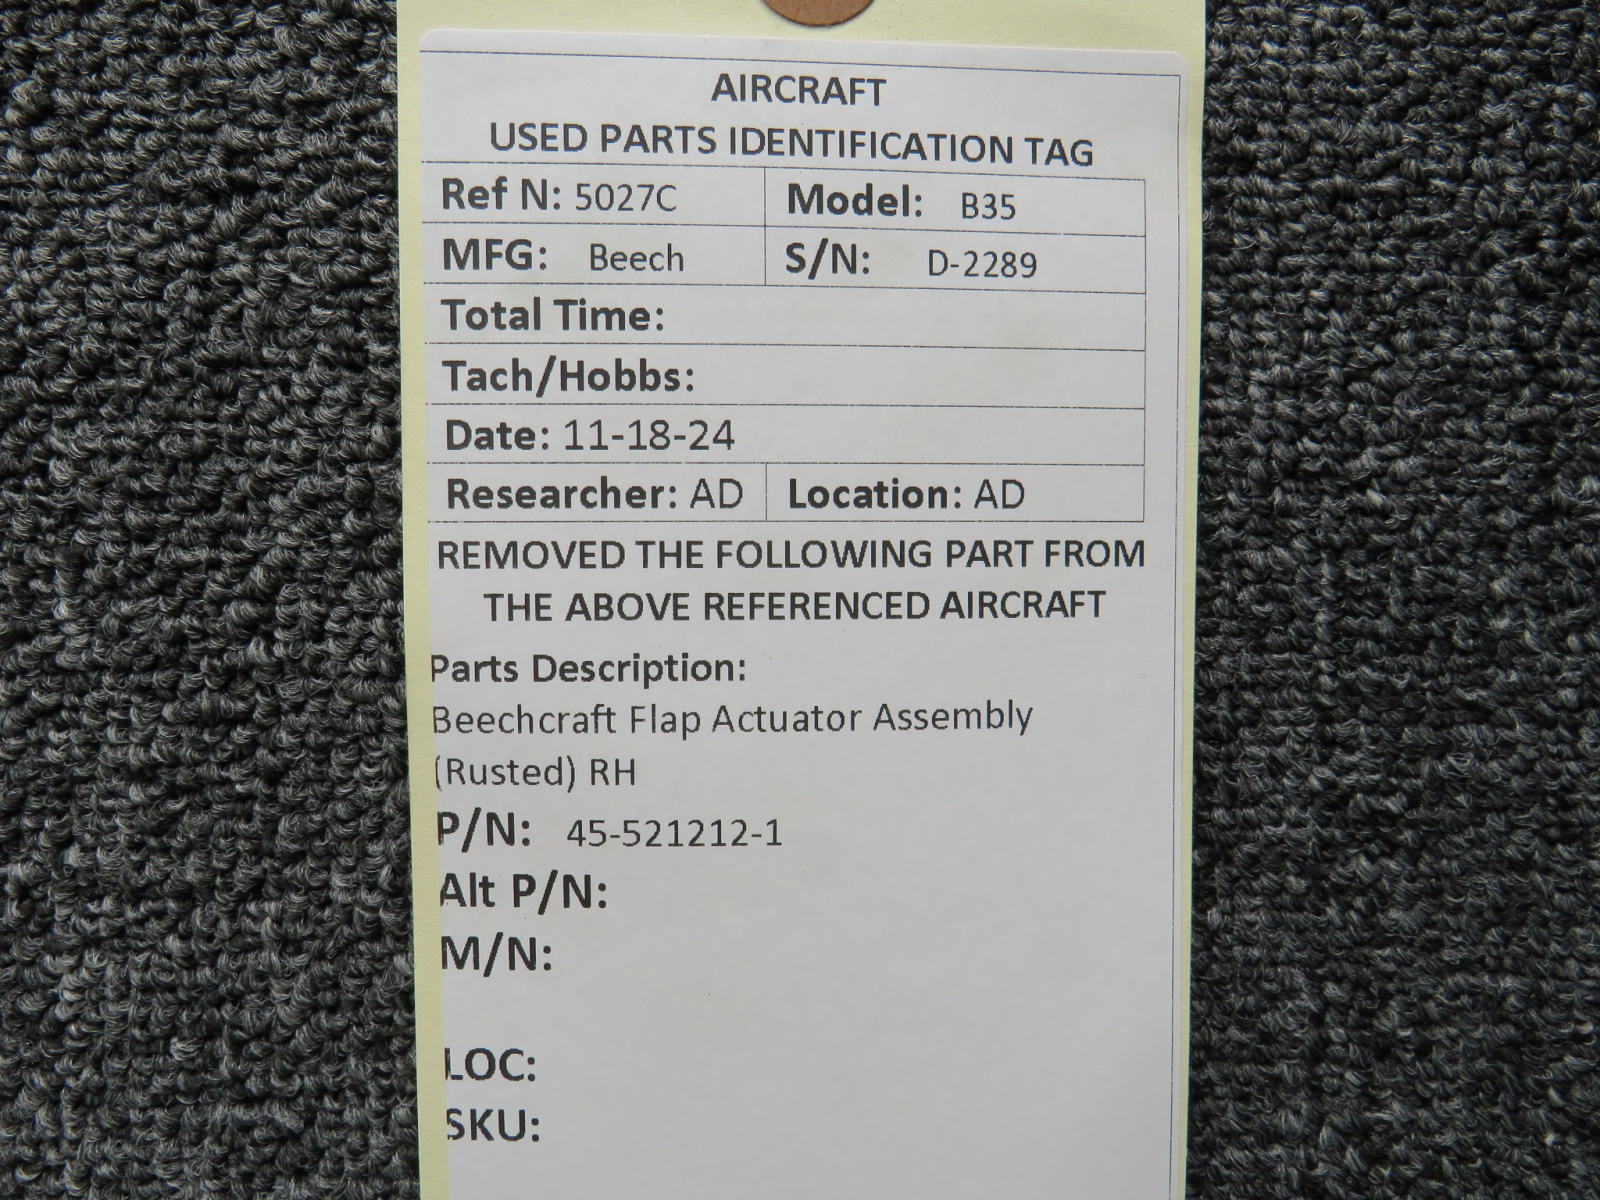 AIRCRAFT
USED PARTS IDENTIFICATION TAG
Ref N: 5027C Model: B35
MFG: Beech S/N: D-2289
Total Time:
Tach/Hobbs:
Date: 11-18-24
Researcher: AD Location: AD
REMOVED THE FOLLOWING PART FROM
THE ABOVE REFERENCED AIRCRAFT
Parts Description:
Beechcraft Flap Actuator Assembly
(Rusted) RH
P/N: 45-521212-1
Alt P/N:
M/N:
LOC:
SKU: